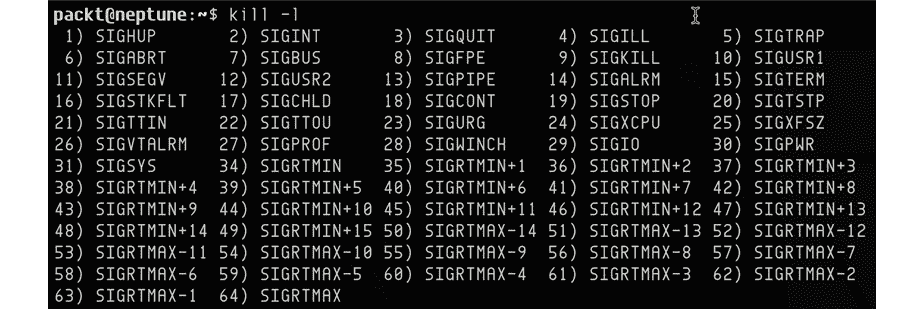 packt@neptune:~$ kill -l
 1) SIGHUP       2) SIGINT       3) SIGQUIT      4) SIGILL       5) SIGTRAP
 6) SIGABRT      7) SIGBUS       8) SIGFPE       9) SIGKILL     10) SIGUSR1
11) SIGSEGV     12) SIGUSR2     13) SIGPIPE     14) SIGALRM     15) SIGTERM
16) SIGSTKFLT   17) SIGCHLD     18) SIGCONT     19) SIGSTOP     20) SIGTSTP
21) SIGTTIN     22) SIGTTOU     23) SIGURG      24) SIGXCPU     25) SIGXFSZ
26) SIGVTALRM   27) SIGPROF     28) SIGWINCH    29) SIGIO       30) SIGPWR
31) SIGSYS      34) SIGRTMIN    35) SIGRTMIN+1  36) SIGRTMIN+2  37) SIGRTMIN+3
38) SIGRTMIN+4  39) SIGRTMIN+5  40) SIGRTMIN+6  41) SIGRTMIN+7  42) SIGRTMIN+8
43) SIGRTMIN+9  44) SIGRTMIN+10 45) SIGRTMIN+11 46) SIGRTMIN+12 47) SIGRTMIN+13
48) SIGRTMIN+14 49) SIGRTMIN+15 50) SIGRTMAX-14 51) SIGRTMAX-13 52) SIGRTMAX-12
53) SIGRTMAX-11 54) SIGRTMAX-10 55) SIGRTMAX-9  56) SIGRTMAX-8  57) SIGRTMAX-7
58) SIGRTMAX-6  59) SIGRTMAX-5  60) SIGRTMAX-4  61) SIGRTMAX-3  62) SIGRTMAX-2
63) SIGRTMAX-1  64) SIGRTMAX